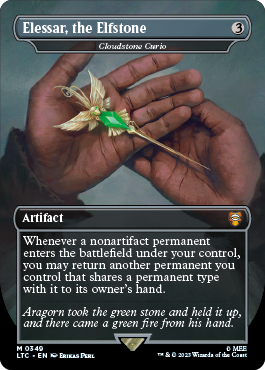 Elessar, the Elfstone 3
Cloudstone Curio
Artifact
Whenever a nonartifact permanent
enters the battlefield under your control,
you may return another permanent you
control that shares a permanent type
with it to its owner's hand.
Aragorn took the green stone and held it up,
and there came a green fire from his hand.
M 0349
LTC • EN ERIKAS PERL
0 MEE
™ & © 2023 Wizards of the Coast